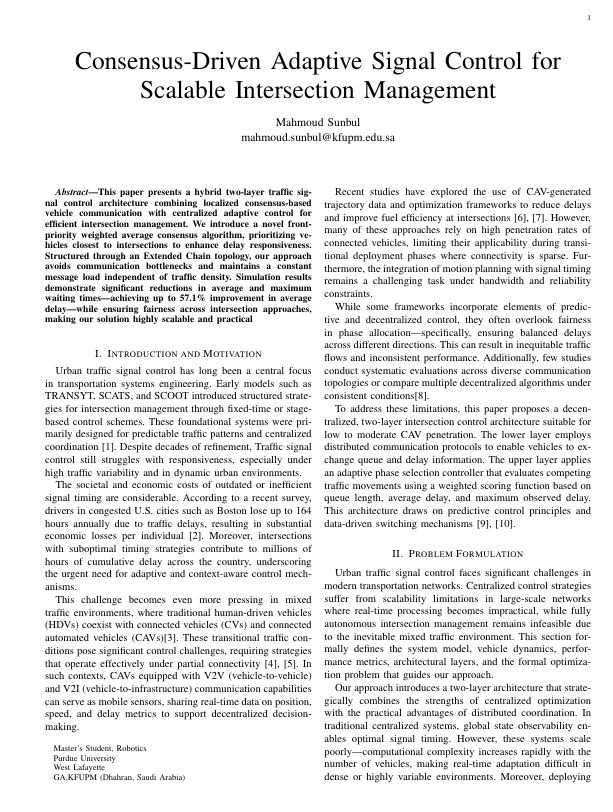 1
Consensus-Driven Adaptive Signal Control for
Scalable Intersection Management
Mahmoud Sunbul
mahmoud.sunbul@kfupm.edu.sa
Abstract—This paper presents a hybrid two-layer traffic sig-
nal control architecture combining localized consensus-based
vehicle communication with centralized adaptive control for
efficient intersection management. We introduce a novel front-
priority weighted average consensus algorithm, prioritizing ve-
hicles closest to intersections to enhance delay responsiveness.
Structured through an Extended Chain topology, our approach
avoids communication bottlenecks and maintains a constant
message load independent of traffic density. Simulation results
demonstrate significant reductions in average and maximum
waiting times—achieving up to 57.1% improvement in average
delay—while ensuring fairness across intersection approaches,
making our solution highly scalable and practical
I. Introduction and Motivation
Urban traffic signal control has long been a central focus
in transportation systems engineering. Early models such as
TRANSYT, SCATS, and SCOOT introduced structured strate-
gies for intersection management through fixed-time or stage-
based control schemes. These foundational systems were pri-
marily designed for predictable traffic patterns and centralized
coordination [1]. Despite decades of refinement, Traffic signal
control still struggles with responsiveness, especially under
high traffic variability and in dynamic urban environments.
The societal and economic costs of outdated or inefficient
signal timing are considerable. According to a recent survey,
drivers in congested U.S. cities such as Boston lose up to 164
hours annually due to traffic delays, resulting in substantial
economic losses per individual [2]. Moreover, intersections
with suboptimal timing strategies contribute to millions of
hours of cumulative delay across the country, underscoring
the urgent need for adaptive and context-aware control mech-
anisms.
This challenge becomes even more pressing in mixed
traffic environments, where traditional human-driven vehicles
(HDVs) coexist with connected vehicles (CVs) and connected
automated vehicles (CAVs)[3]. These transitional traffic con-
ditions pose significant control challenges, requiring strategies
that operate effectively under partial connectivity [4], [5]. In
such contexts, CAVs equipped with V2V (vehicle-to-vehicle)
and V2I (vehicle-to-infrastructure) communication capabilities
can serve as mobile sensors, sharing real-time data on position,
speed, and delay metrics to support decentralized decision-
making.
Master's Student, Robotics
Purdue University
West Lafayette
GA,KFUPM (Dhahran, Saudi Arabia)
Recent studies have explored the use of CAV-generated
trajectory data and optimization frameworks to reduce delays
and improve fuel efficiency at intersections [6], [7]. However,
many of these approaches rely on high penetration rates of
connected vehicles, limiting their applicability during transi-
tional deployment phases where connectivity is sparse. Fur-
thermore, the integration of motion planning with signal timing
remains a challenging task under bandwidth and reliability
constraints.
While some frameworks incorporate elements of predic-
tive and decentralized control, they often overlook fairness
in phase allocation—specifically, ensuring balanced delays
across different directions. This can result in inequitable traffic
flows and inconsistent performance. Additionally, few studies
conduct systematic evaluations across diverse communication
topologies or compare multiple decentralized algorithms under
consistent conditions[8].
To address these limitations, this paper proposes a decen-
tralized, two-layer intersection control architecture suitable for
low to moderate CAV penetration. The lower layer employs
distributed communication protocols to enable vehicles to ex-
change queue and delay information. The upper layer applies
an adaptive phase selection controller that evaluates competing
traffic movements using a weighted scoring function based on
queue length, average delay, and maximum observed delay.
This architecture draws on predictive control principles and
data-driven switching mechanisms [9], [10].
II. Problem Formulation
Urban traffic signal control faces significant challenges in
modern transportation networks. Centralized control strategies
suffer from scalability limitations in large-scale networks
where real-time processing becomes impractical, while fully
autonomous intersection management remains infeasible due
to the inevitable mixed traffic environment. This section for-
mally defines the system model, vehicle dynamics, perfor-
mance metrics, architectural layers, and the formal optimiza-
tion problem that guides our approach.
Our approach introduces a two-layer architecture that strate-
gically combines the strengths of centralized optimization
with the practical advantages of distributed coordination. In
traditional centralized systems, global state observability en-
ables optimal signal timing. However, these systems scale
poorly—computational complexity increases rapidly with the
number of vehicles, making real-time adaptation difficult in
dense or highly variable environments. Moreover, deploying